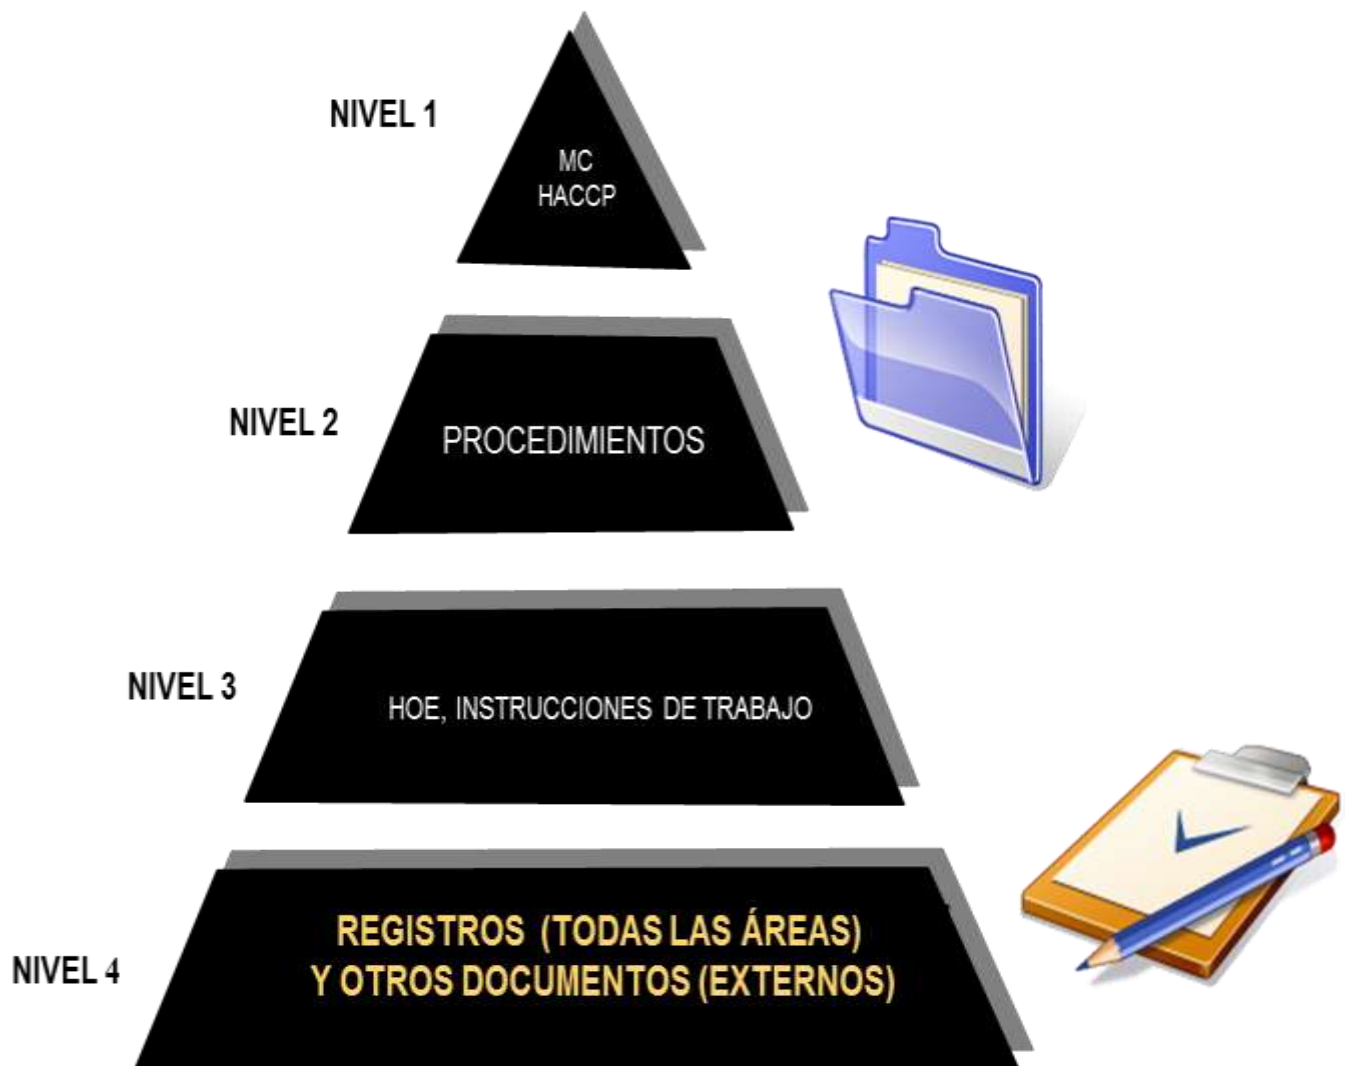 NIVEL 1
MC
HACCP
NIVEL 2
PROCEDIMIENTOS
NIVEL 3
HOE, INSTRUCCIONES DE TRABAJO
NIVEL 4
REGISTROS (TODAS LAS ÁREAS)
Y OTROS DOCUMENTOS (EXTERNOS)